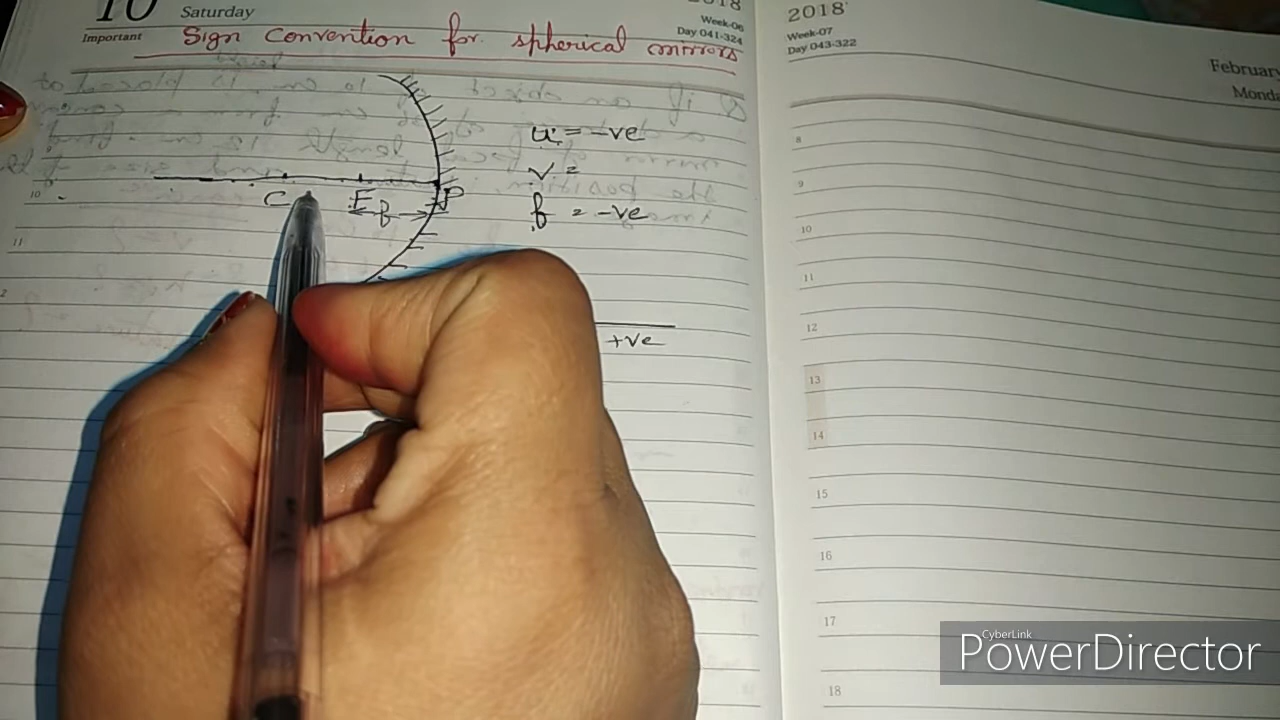 10 Saturday 2018
Important Week-06
Day 041-324
Sign Convention for spherical mirrors
u = -ve
v =
f = -ve
C F P
f
+ve
10
11
2018
Week-07
Day 043-322
February
Monda
8
9
10
11
12
13
14
15
16
17
18
CyberLink
PowerDirector